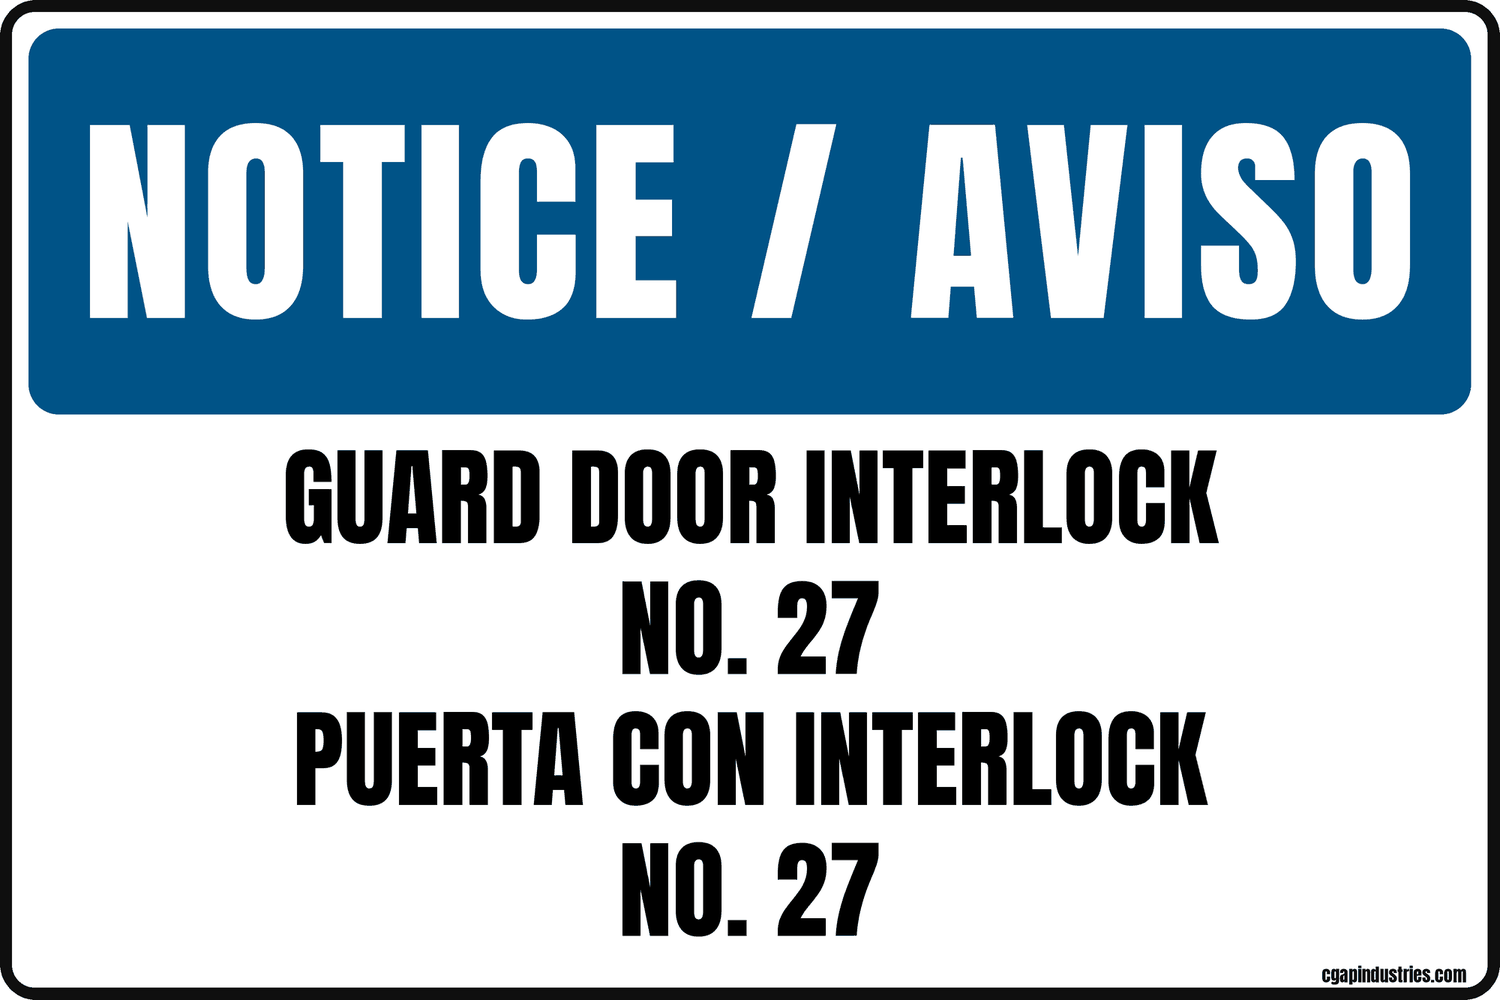 NOTICE / AVISO
GUARD DOOR INTERLOCK
NO. 27
PUERTA CON INTERLOCK
NO. 27
cgapindustries.com